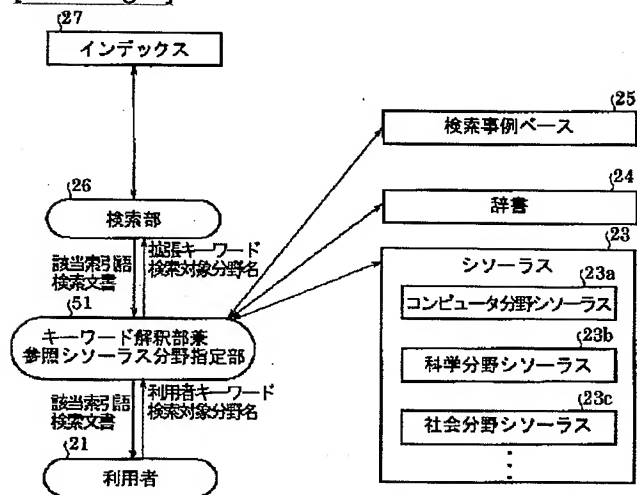 27
インデックス
25
検索事例ベース
26
検索部
24
辞書
23
シソーラス
該当索引語
検索文書
拡張キーワード
検索対象分野名
23a
コンピュータ分野シソーラス
51
キーワード解釈部兼
参照シソーラス分野指定部
23b
科学分野シソーラス
該当索引語
検索文書
利用者キーワード
検索対象分野名
23c
社会分野シソーラス
21
利用者